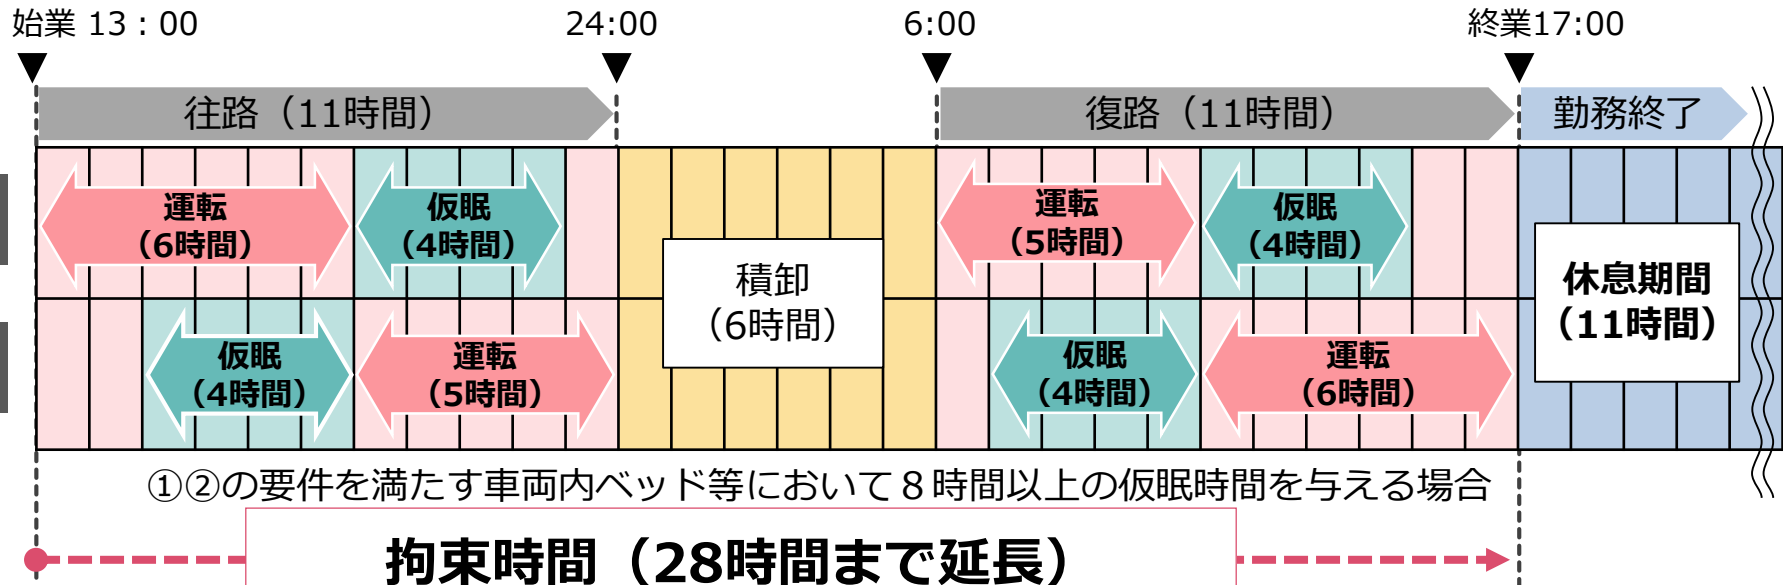 始業 13：00
24:00
6:00
終業17:00
往路（11時間）
復路（11時間）
勤務終了
運転
（6時間）
仮眠
（4時間）
運転
（5時間）
仮眠
（4時間）
積卸
（6時間）
休息期間
（11時間）
仮眠
（4時間）
運転
（5時間）
仮眠
（4時間）
運転
（6時間）
①②の要件を満たす車両内ベッド等において８時間以上の仮眠時間を与える場合
拘束時間（28時間まで延長）